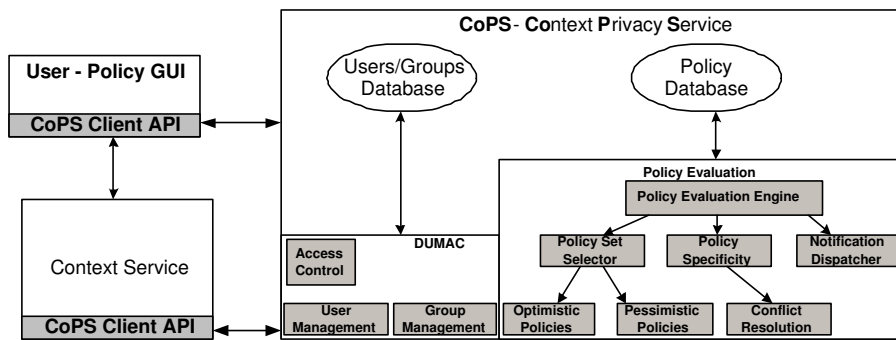 CoPS - Context Privacy Service
User - Policy GUI
CoPS Client API
Users/Groups
Database
Policy
Database
Context Service
CoPS Client API
DUMAC
Access
Control
User
Management
Group
Management
Policy Evaluation
Policy Evaluation Engine
Policy Set
Selector
Policy
Specificity
Notification
Dispatcher
Optimistic
Policies
Pessimistic
Policies
Conflict
Resolution